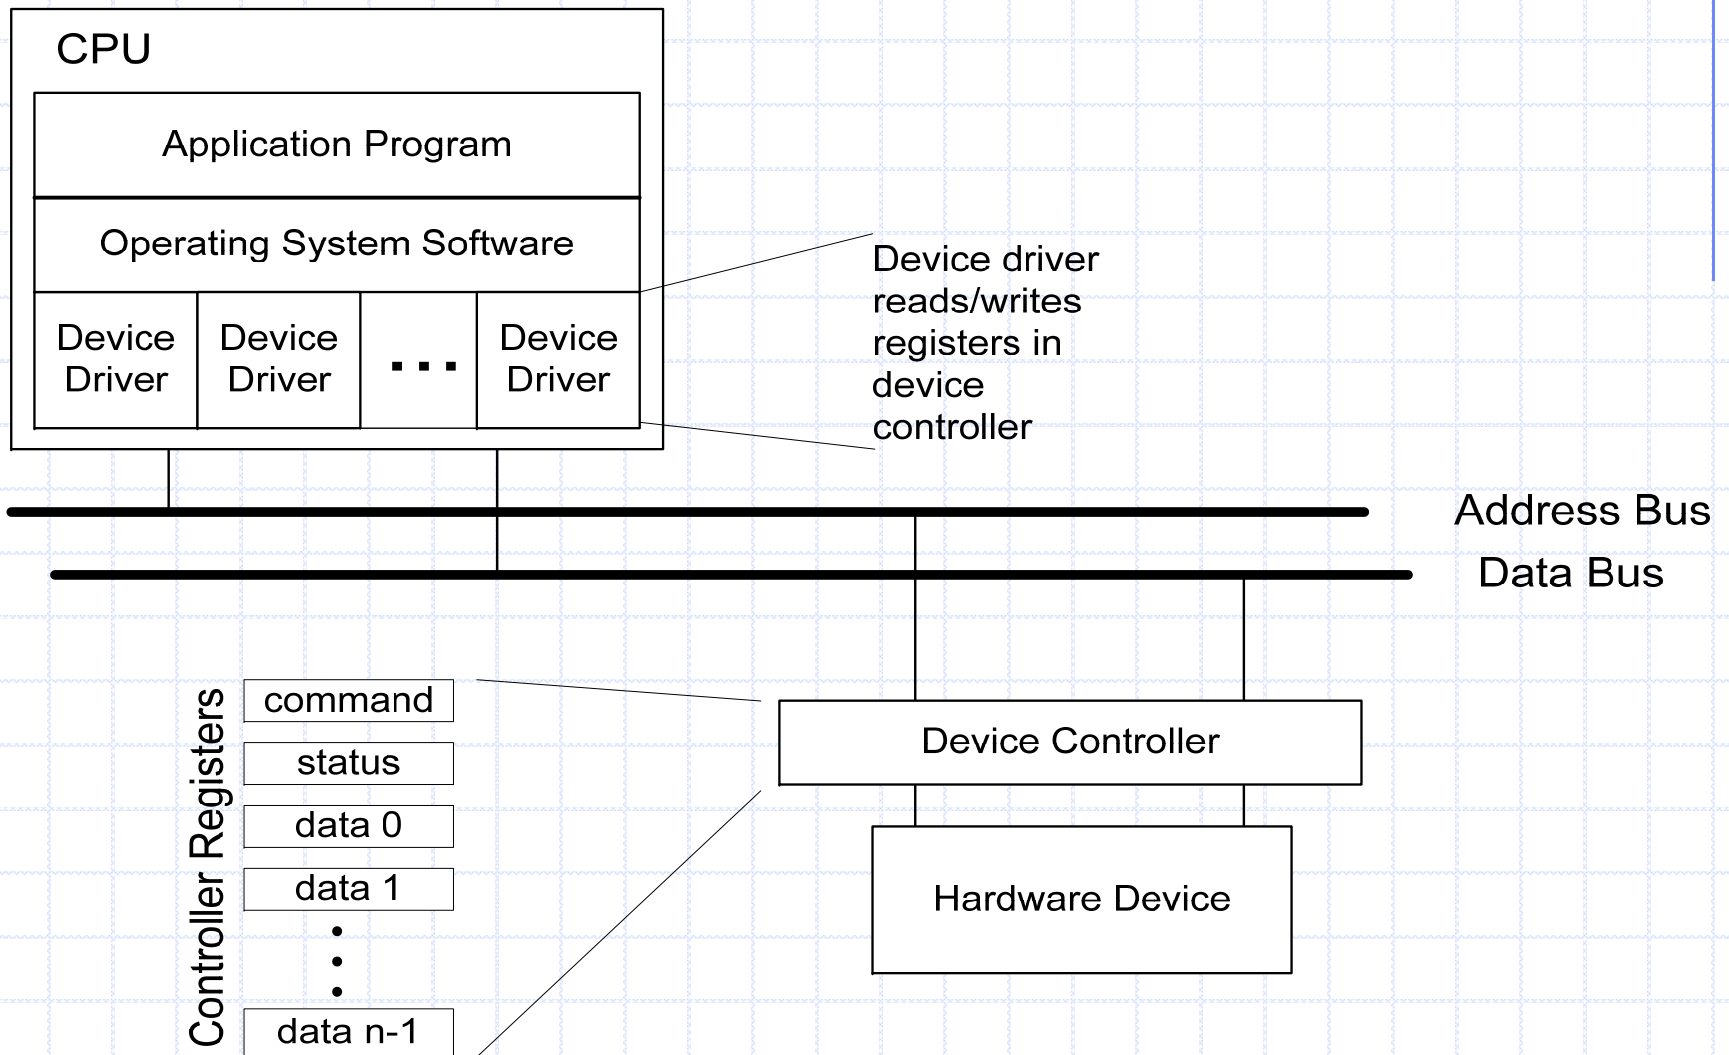 CPU
Application Program
Operating System Software
Device
Driver
Device
Driver
...
Device
Driver
Device driver
reads/writes
registers in
device
controller
Address Bus
Data Bus
Controller Registers
command
status
data 0
data 1
data n-1
Device Controller
Hardware Device